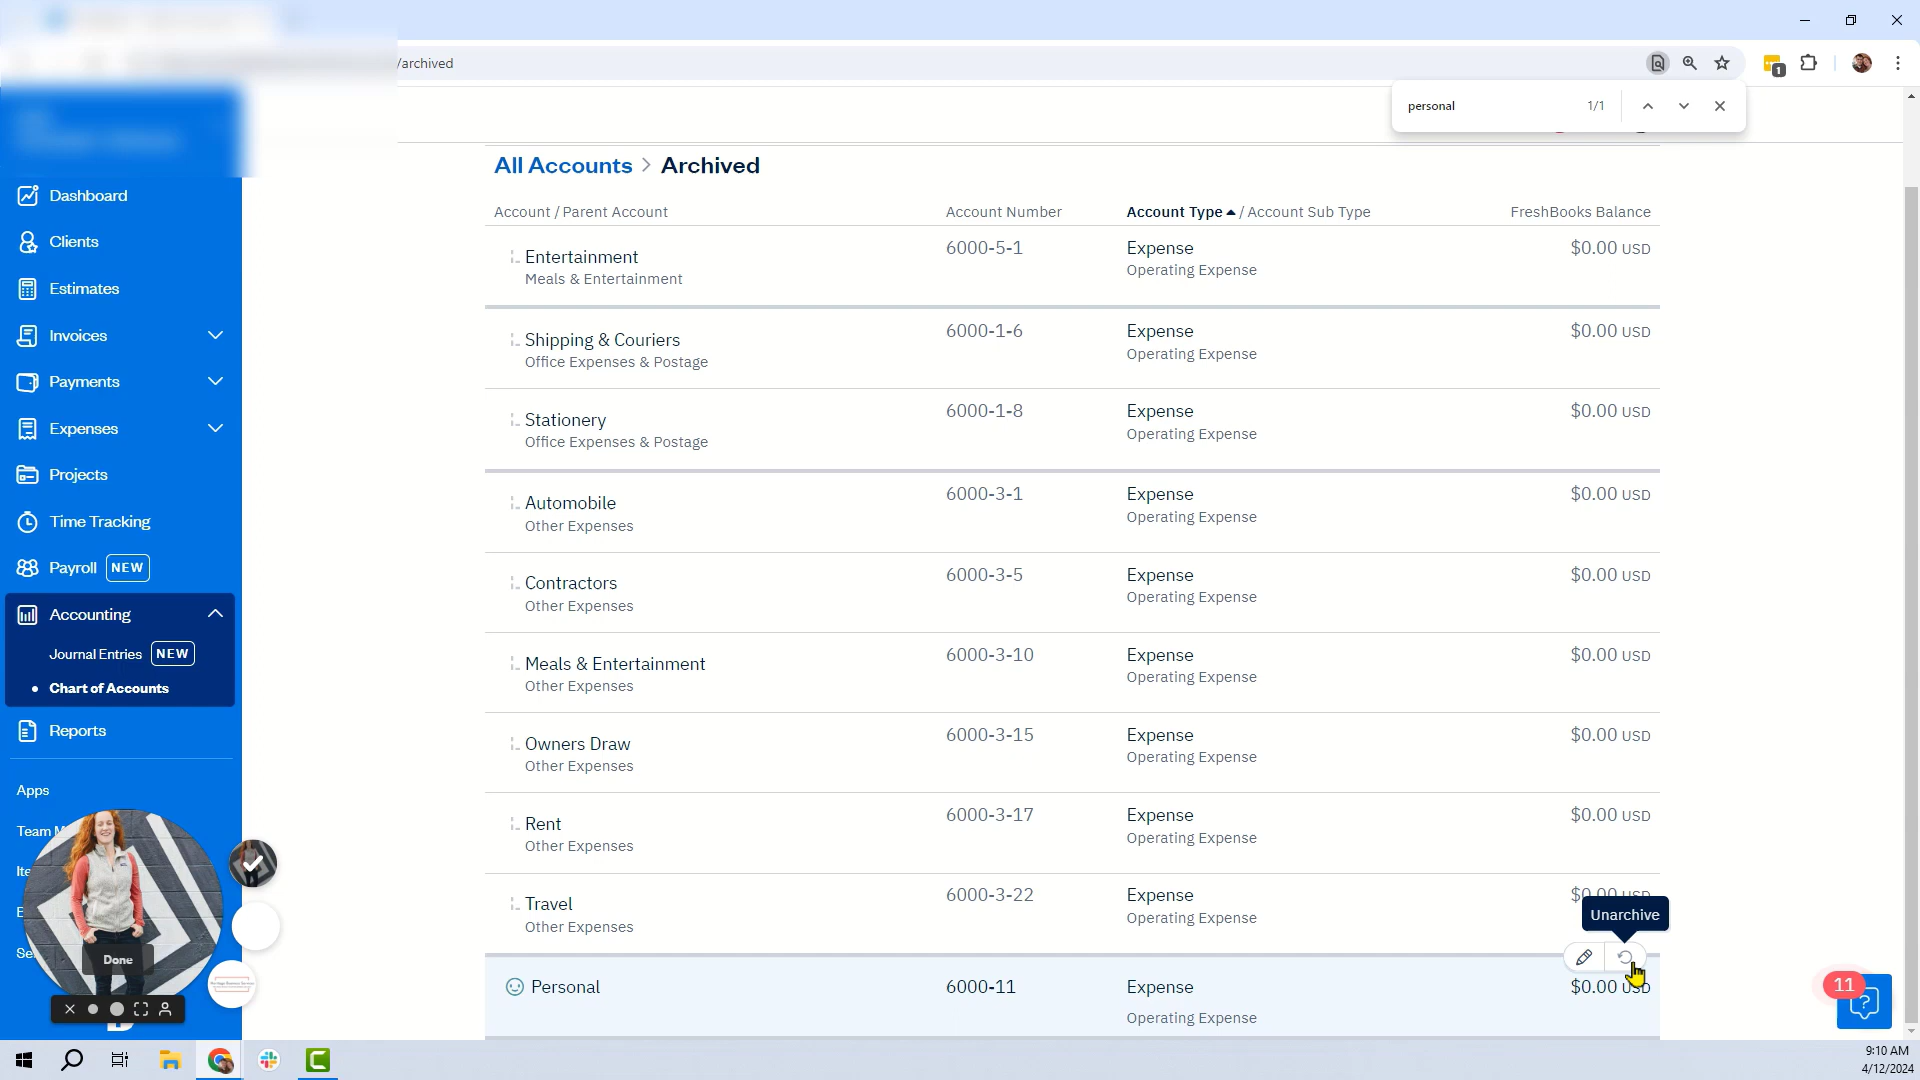 /archived
personal
1/1
All Accounts > Archived
Account / Parent Account
Account Number
Account Type / Account Sub Type
FreshBooks Balance
Entertainment
Meals & Entertainment
6000-5-1
Expense
Operating Expense
$0.00 USD
Shipping & Couriers
Office Expenses & Postage
6000-1-6
Expense
Operating Expense
$0.00 USD
Stationery
Office Expenses & Postage
6000-1-8
Expense
Operating Expense
$0.00 USD
Automobile
Other Expenses
6000-3-1
Expense
Operating Expense
$0.00 USD
Contractors
Other Expenses
6000-3-5
Expense
Operating Expense
$0.00 USD
Meals & Entertainment
Other Expenses
6000-3-10
Expense
Operating Expense
$0.00 USD
Owners Draw
Other Expenses
6000-3-15
Expense
Operating Expense
$0.00 USD
Rent
Other Expenses
6000-3-17
Expense
Operating Expense
$0.00 USD
Travel
Other Expenses
6000-3-22
Expense
Operating Expense
$0.00 USD
Unarchive
Personal
6000-11
Expense
Operating Expense
$0.00 USD
Dashboard
Clients
Estimates
Invoices
Payments
Expenses
Projects
Time Tracking
Payroll NEW
Accounting
Journal Entries NEW
Chart of Accounts
Reports
Apps
Team
Done
11
1
9:10 AM
4/12/2024